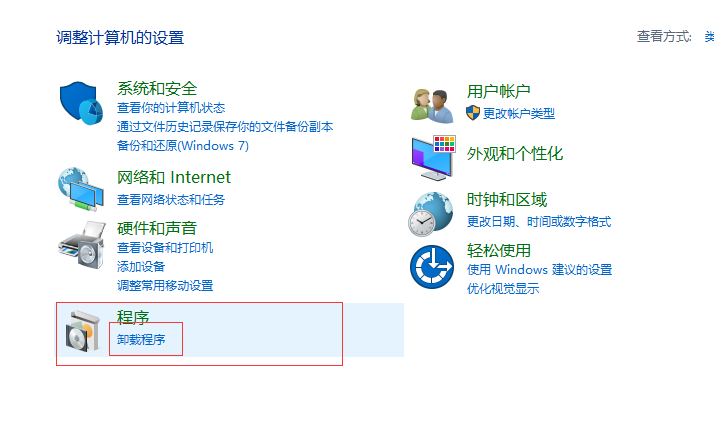 调整计算机的设置
查看方式:
系统和安全
查看你的计算机状态
通过文件历史记录保存你的文件备份副本
备份和还原(Windows 7)
网络和 Internet
查看网络状态和任务
硬件和声音
查看设备和打印机
添加设备
调整常用移动设置
程序
卸载程序
用户帐户
更改帐户类型
外观和个性化
时钟和区域
更改日期、时间或数字格式
轻松使用
使用 Windows 建议的设置
优化视觉显示